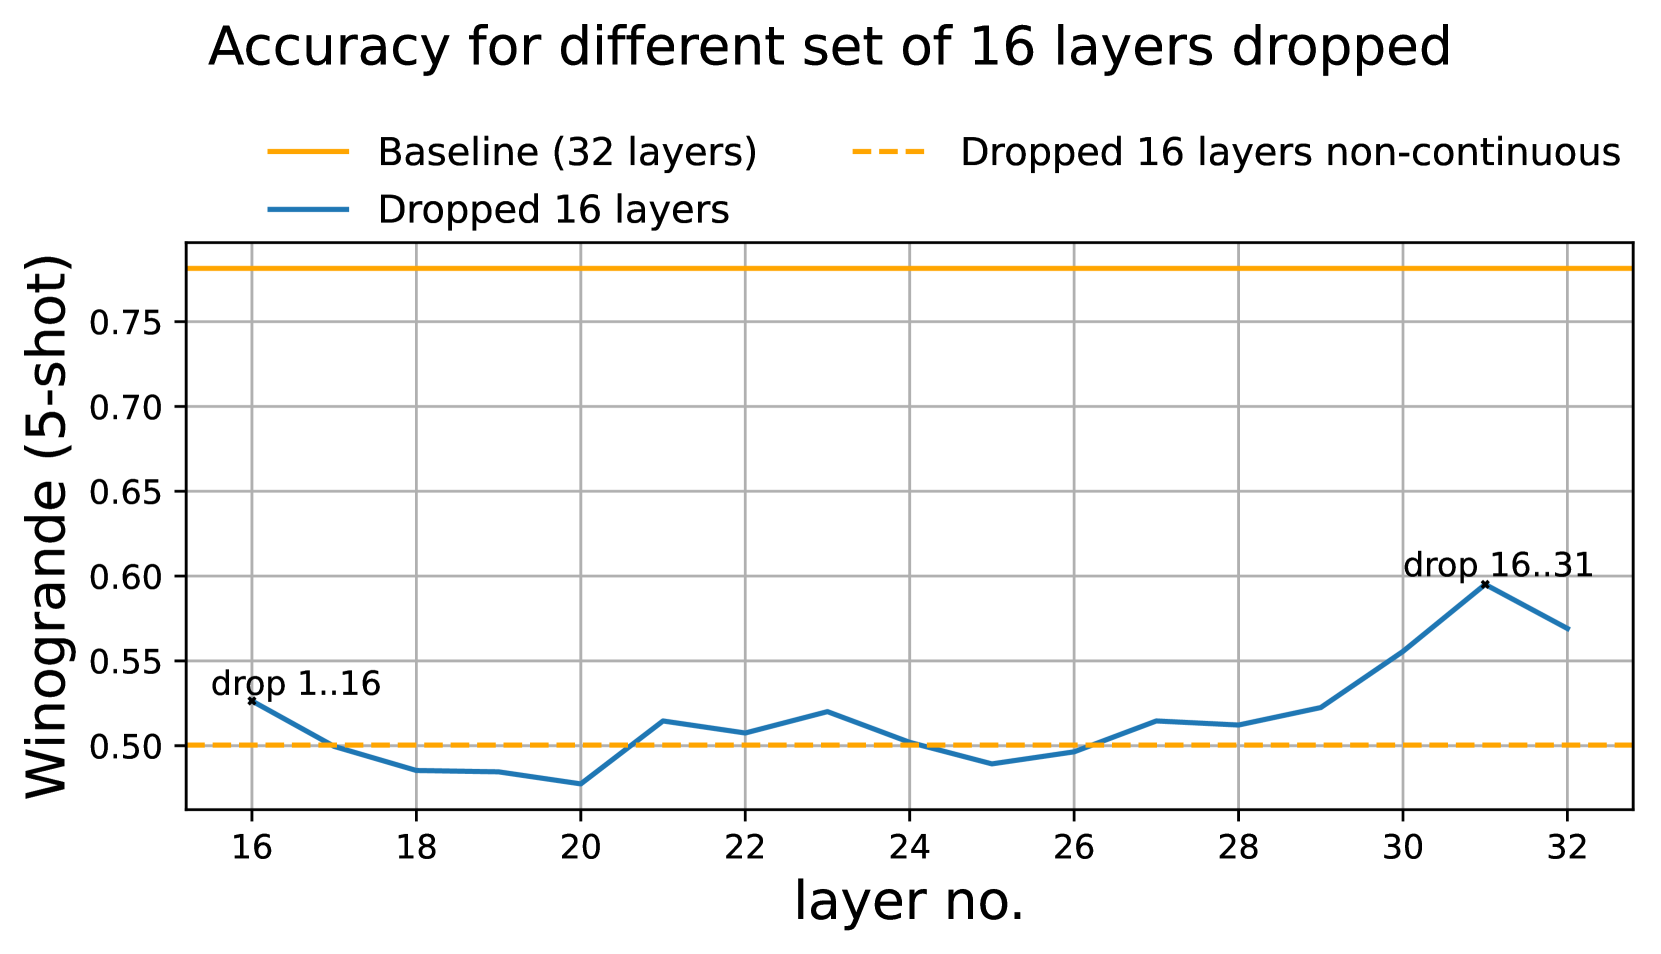 Accuracy for different set of 16 layers dropped
Baseline (32 layers)
Dropped 16 layers
Dropped 16 layers non-continuous
Winogrande (5-shot)
0.75
0.70
0.65
0.60
0.55
0.50
drop 1..16
drop 16..31
16 18 20 22 24 26 28 30 32
layer no.